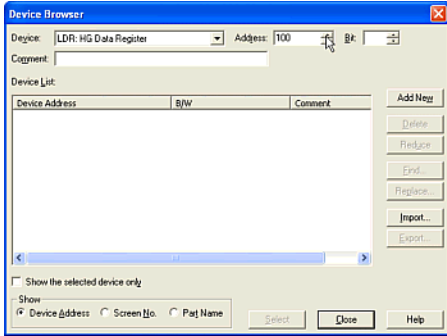 Device Browser
Device: LDR: HG Data Register Address: 100 Bit:
Comment:
Device List:
Device Address B/W Comment
Add New
Delete
Reduce
Find...
Replace...
Import...
Export...
Show the selected device only
Show
Device Address Screen No. Part Name
Select Close Help